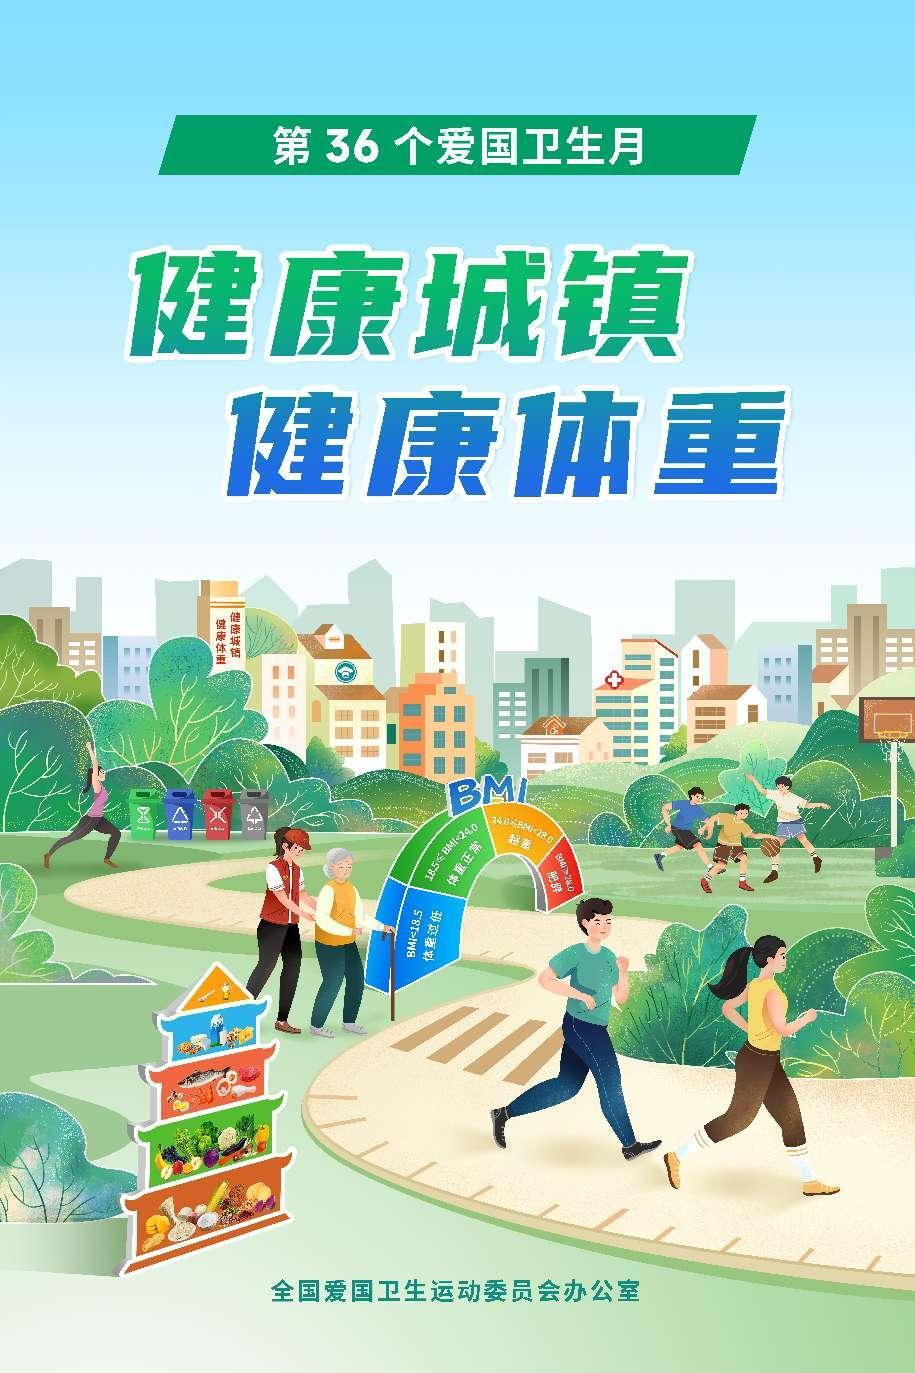 第 36 个爱国卫生月
健康城镇
健康体重
健康城镇
健康体重
BMI
BMI<18.5
体重过低
18.5≤BMI<24.0
体重正常
24.0≤BMI<28.0
超重
BMI≥28.0
肥胖
全国爱国卫生运动委员会办公室